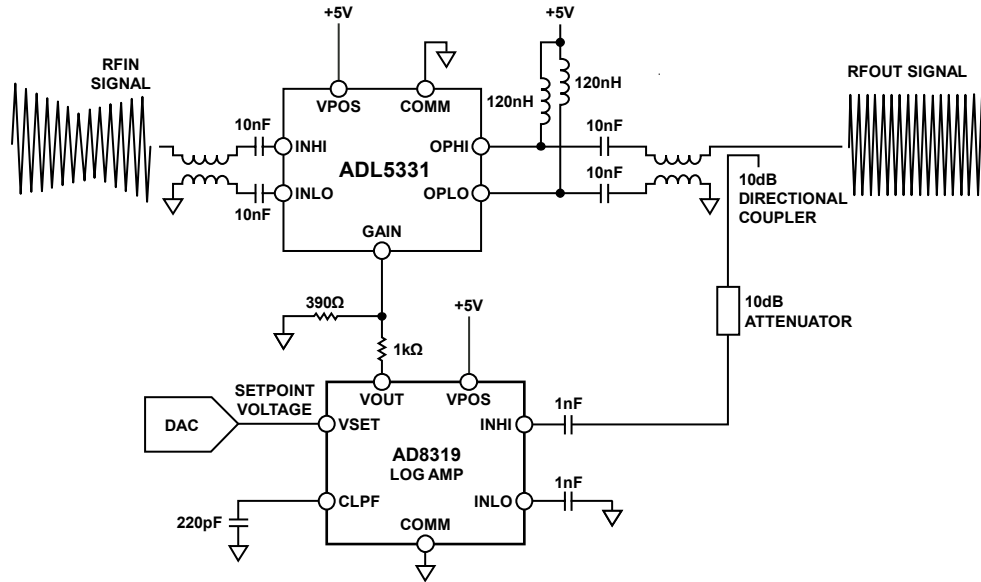 +5V
+5V
RFIN
SIGNAL
RFOUT SIGNAL
120nH
120nH
VPOS
COMM
10nF
10nF
INHI
OPHI
ADL5331
10nF
10dB
DIRECTIONAL
COUPLER
INLO
OPLO
10nF
GAIN
390Ω
+5V
10dB
ATTENUATOR
1kΩ
SETPOINT
VOLTAGE
VOUT
VPOS
1nF
DAC
VSET
INHI
AD8319
LOG AMP
1nF
CLPF
INLO
220pF
COMM
10nF